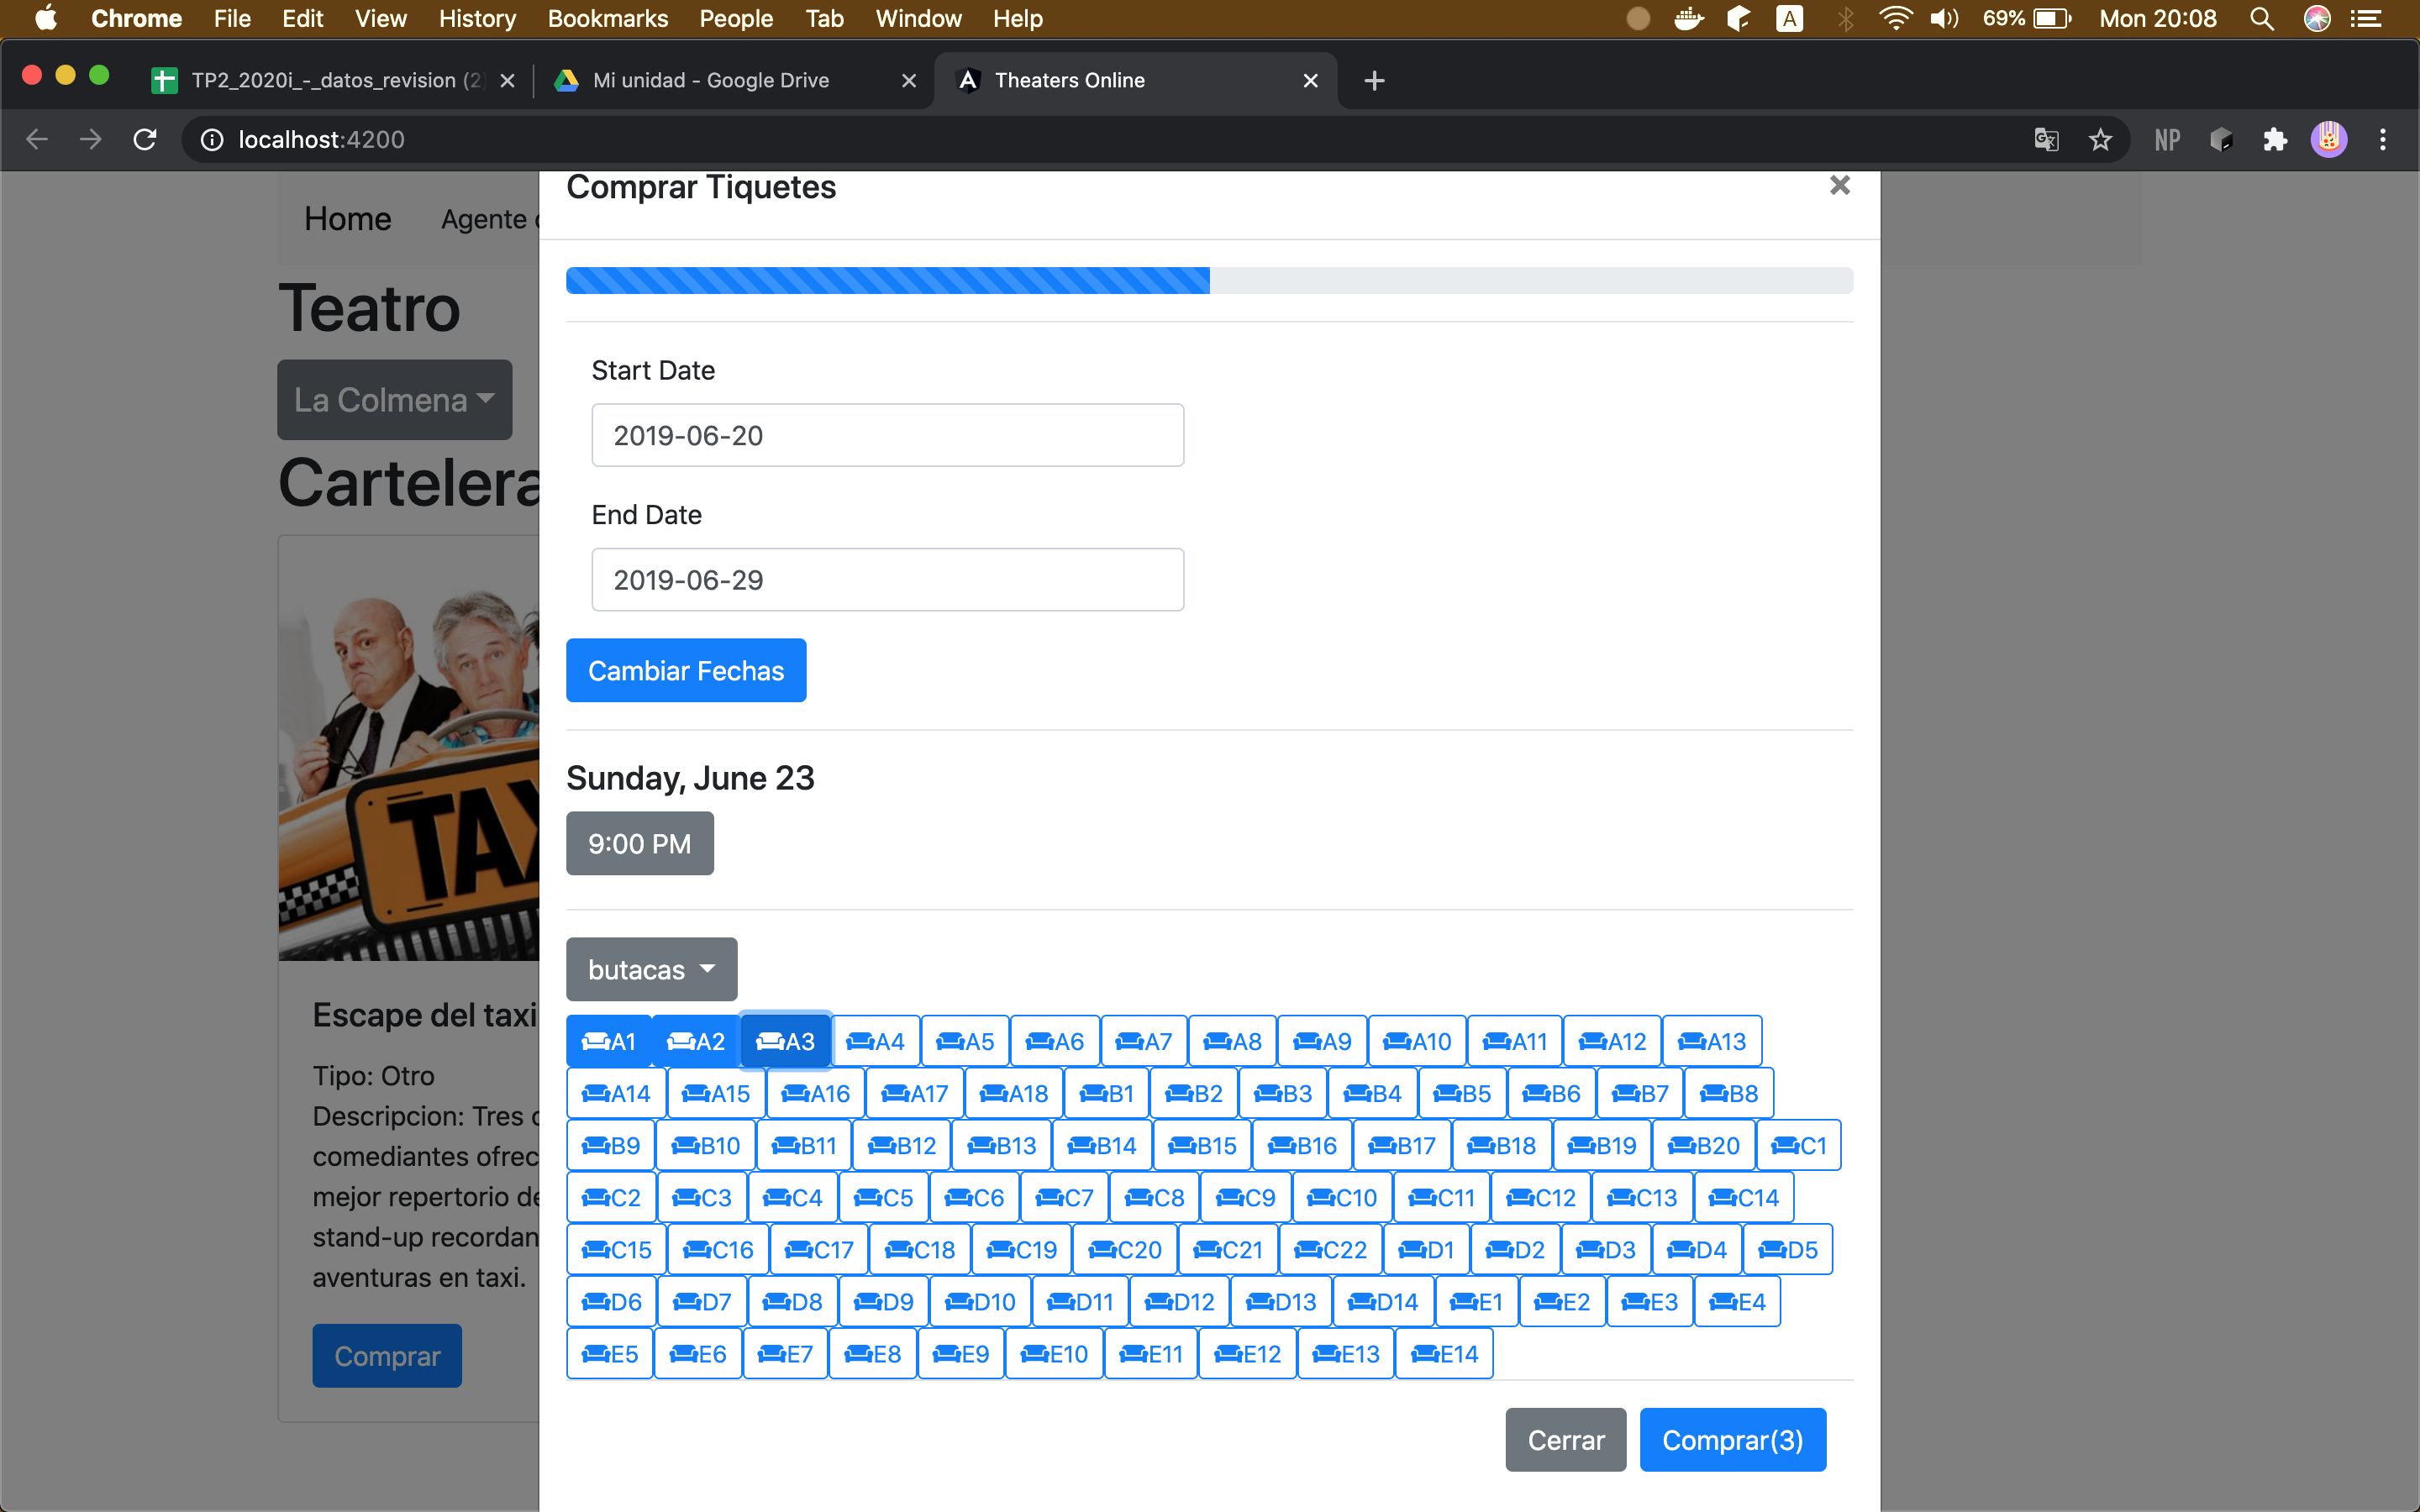 Chrome File Edit View History Bookmarks People Tab Window Help A 69% Mon 20:08
TP2_2020i_-_datos_revision (2) Mi unidad - Google Drive Theaters Online
localhost:4200 NP
Comprar Tiquetes
Home Agente
Teatro
La Colmena
Cartelera
Start Date
2019-06-20
End Date
2019-06-29
Cambiar Fechas
Sunday, June 23
9:00 PM
butacas
A1 A2 A3 A4 A5 A6 A7 A8 A9 A10 A11 A12 A13
A14 A15 A16 A17 A18 B1 B2 B3 B4 B5 B6 B7 B8
B9 B10 B11 B12 B13 B14 B15 B16 B17 B18 B19 B20 C1
C2 C3 C4 C5 C6 C7 C8 C9 C10 C11 C12 C13 C14
C15 C16 C17 C18 C19 C20 C21 C22 D1 D2 D3 D4 D5
D6 D7 D8 D9 D10 D11 D12 D13 D14 E1 E2 E3 E4
E5 E6 E7 E8 E9 E10 E11 E12 E13 E14
Cerrar Comprar(3)
TAX
Escape del taxi
Tipo: Otro
Descripcion: Tres
comediantes ofrec
mejor repertorio de
stand-up recordan
aventuras en taxi.
Comprar